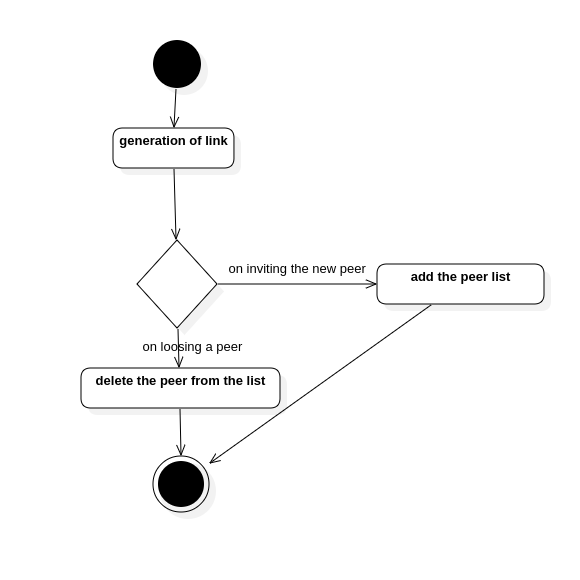 generation of link
on inviting the new peer
add the peer list
on loosing a peer
delete the peer from the list